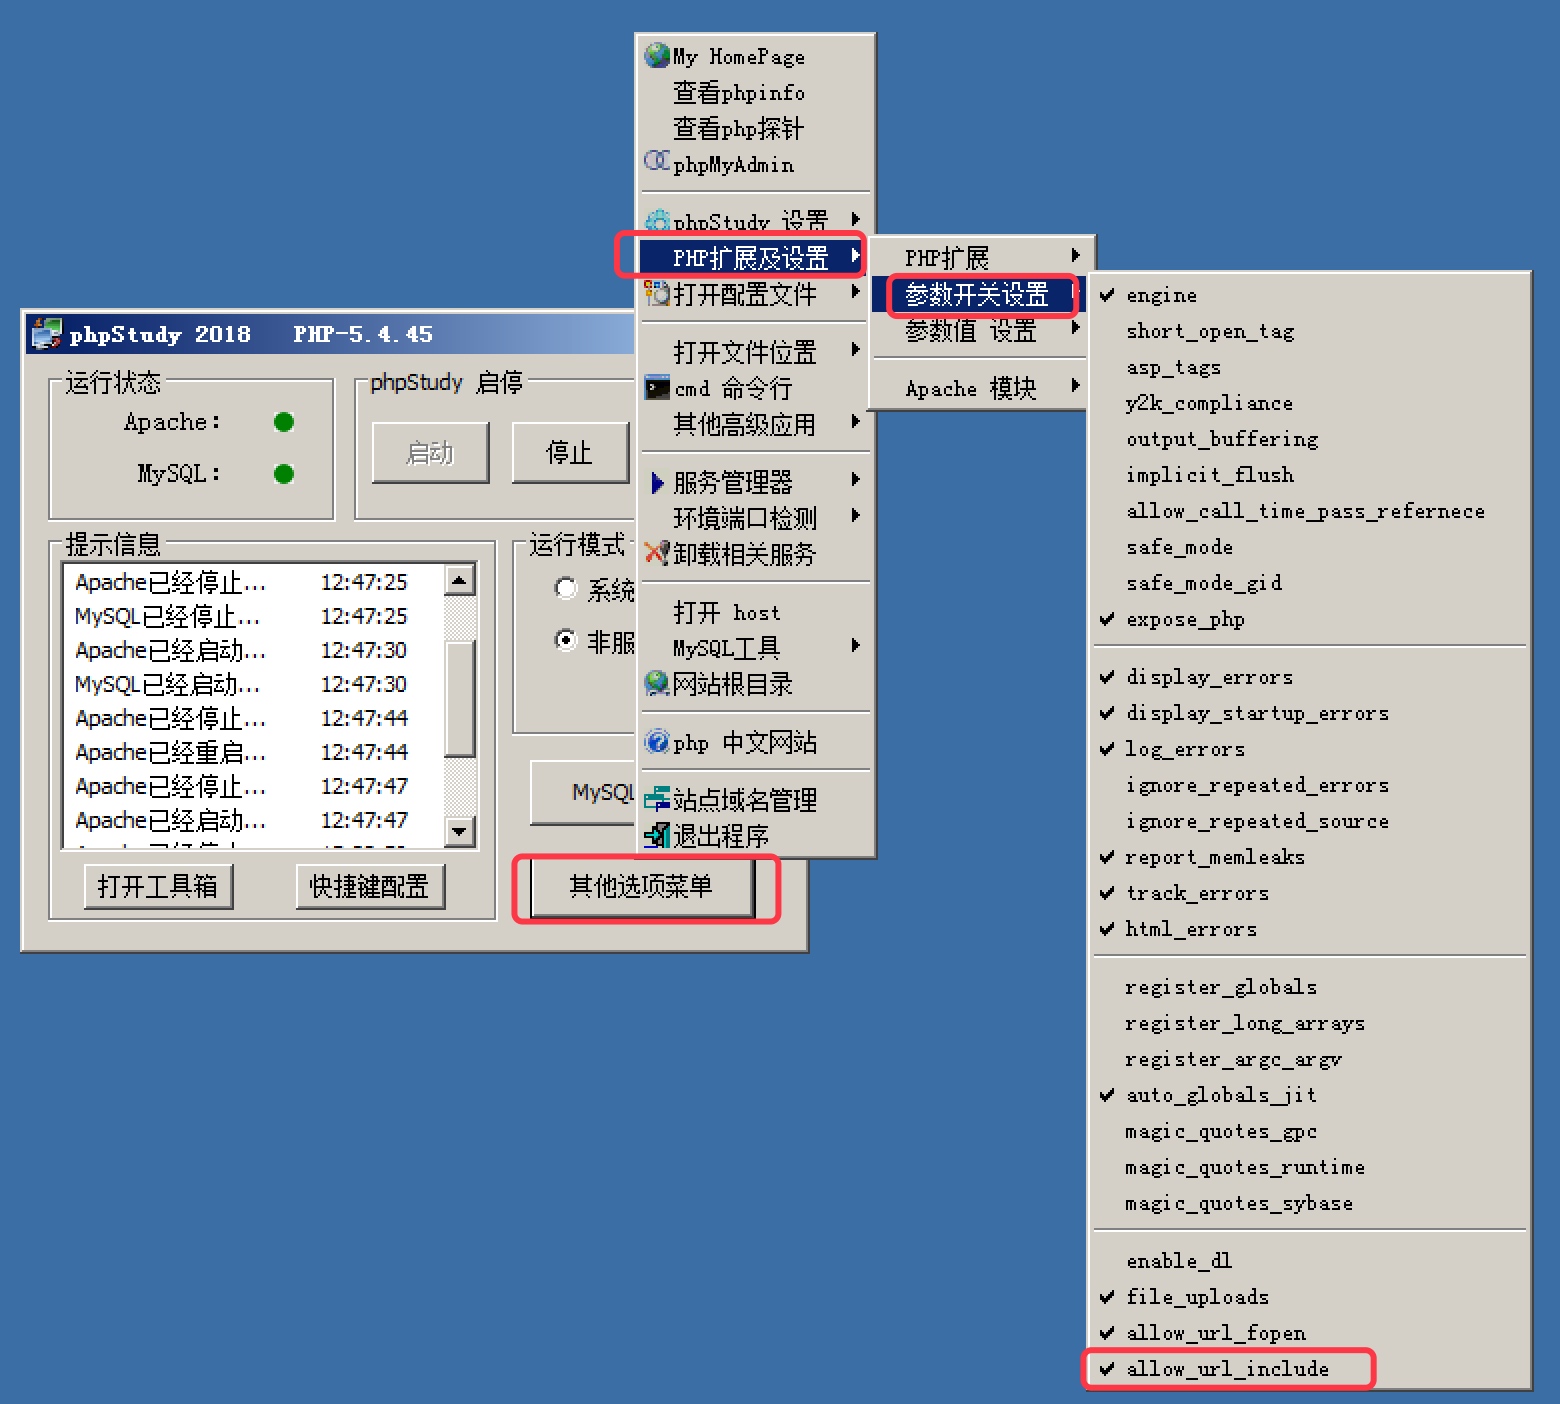 My HomePage
查看phpinfo
查看php探针
phpMyAdmin
phpStudy 设置
PHP扩展及设置
打开配置文件
打开文件位置
cmd 命令行
其他高级应用
服务管理器
环境端口检测
卸载相关服务
打开 host
MySQL工具
网站根目录
php 中文网站
站点域名管理
退出程序
PHP扩展
参数开关设置
参数值 设置
Apache 模块
engine
short_open_tag
asp_tags
y2k_compliance
output_buffering
implicit_flush
allow_call_time_pass_refernece
safe_mode
safe_mode_gid
expose_php
display_errors
display_startup_errors
log_errors
ignore_repeated_errors
ignore_repeated_source
report_memleaks
track_errors
html_errors
register_globals
register_long_arrays
register_argc_argv
auto_globals_jit
magic_quotes_gpc
magic_quotes_runtime
magic_quotes_sybase
enable_dl
file_uploads
allow_url_fopen
allow_url_include
phpStudy 2018 PHP-5.4.45
运行状态
Apache:
MySQL:
phpStudy 启停
启动
停止
提示信息
Apache已经停止... 12:47:25
MySQL已经停止... 12:47:25
Apache已经启动... 12:47:30
MySQL已经启动... 12:47:30
Apache已经停止... 12:47:44
Apache已经重启... 12:47:44
Apache已经停止... 12:47:47
Apache已经启动... 12:47:47
打开工具箱
快捷键配置
运行模式
系统
非服
MySQL
其他选项菜单